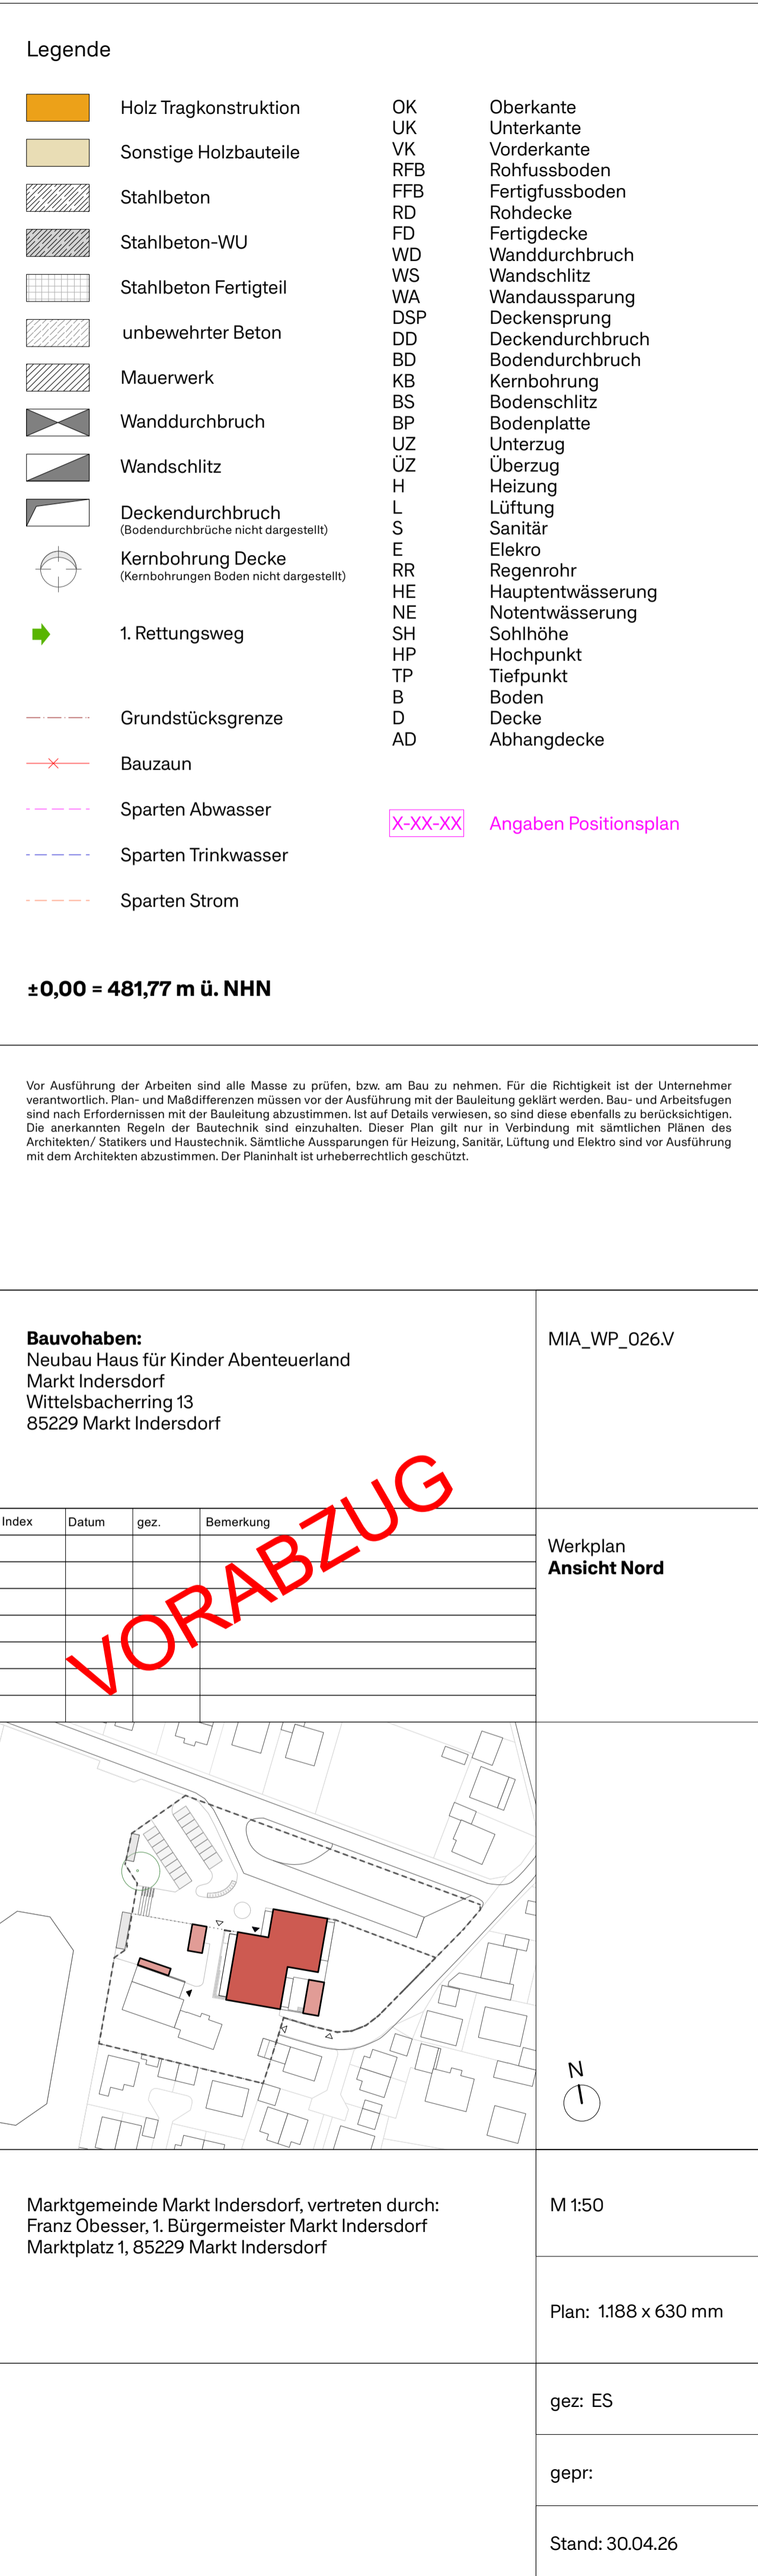 Legende
Holz Tragkonstruktion
Sonstige Holzbauteile
Stahlbeton
Stahlbeton-WU
Stahlbeton Fertigteil
unbewehrter Beton
Mauerwerk
Wanddurchbruch
Wandschlitz
Deckendurchbruch
(Bodendurchbrüche nicht dargestellt)
Kernbohrung Decke
(Kernbohrungen Boden nicht dargestellt)
1. Rettungsweg
Grundstücksgrenze
Bauzaun
Sparten Abwasser
Sparten Trinkwasser
Sparten Strom
OK Oberkante
UK Unterkante
VK Vorderkante
RFB Rohfussboden
FFB Fertigfussboden
RD Rohdecke
FD Fertigdecke
WD Wanddurchbruch
WS Wandschlitz
WA Wandaussparung
DSP Deckensprung
DD Deckendurchbruch
BD Bodendurchbruch
KB Kernbohrung
BS Bodenschlitz
BP Bodenplatte
UZ Unterzug
ÜZ Überzug
H Heizung
L Lüftung
S Sanitär
E Elekro
RR Regenrohr
HE Hauptentwässerung
NE Notentwässerung
SH Sohlhöhe
HP Hochpunkt
TP Tiefpunkt
B Boden
D Decke
AD Abhangdecke
X-XX-XX Angaben Positionsplan
±0,00 = 481,77 m ü. NHN
Vor Ausführung der Arbeiten sind alle Masse zu prüfen, bzw. am Bau zu nehmen. Für die Richtigkeit ist der Unternehmer
verantwortlich. Plan- und Maßdifferenzen müssen vor der Ausführung mit der Bauleitung geklärt werden. Bau- und Arbeitsfugen
sind nach Erfordernissen mit der Bauleitung abzustimmen. Ist auf Details verwiesen, so sind diese ebenfalls zu berücksichtigen.
Die anerkannten Regeln der Bautechnik sind einzuhalten. Dieser Plan gilt nur in Verbindung mit sämtlichen Plänen des
Architekten/ Statikers und Haustechnik. Sämtliche Aussparungen für Heizung, Sanitär, Lüftung und Elektro sind vor Ausführung
mit dem Architekten abzustimmen. Der Planinhalt ist urheberrechtlich geschützt.
Bauvohaben:
Neubau Haus für Kinder Abenteuerland
Markt Indersdorf
Wittelsbacherring 13
85229 Markt Indersdorf
MIA_WP_026.V
Index Datum gez. Bemerkung
VORABZUG
Werkplan
Ansicht Nord
N
Marktgemeinde Markt Indersdorf, vertreten durch:
Franz Obesser, 1. Bürgermeister Markt Indersdorf
Marktplatz 1, 85229 Markt Indersdorf
M 1:50
Plan: 1.188 x 630 mm
gez: ES
gepr:
Stand: 30.04.26